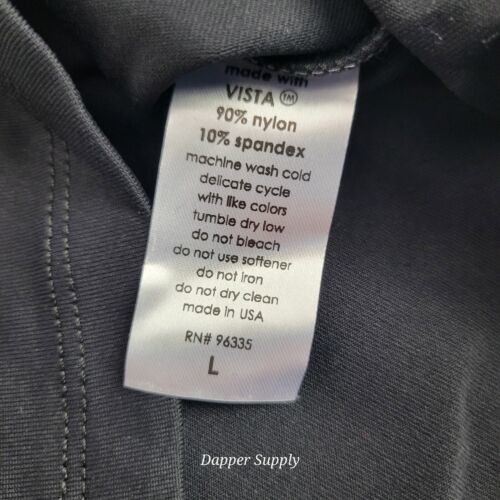 made with
VISTA™
90% nylon
10% spandex
machine wash cold
delicate cycle
with like colors
tumble dry low
do not bleach
do not use softener
do not iron
do not dry clean
made in USA
RN# 96335
L
Dapper Supply